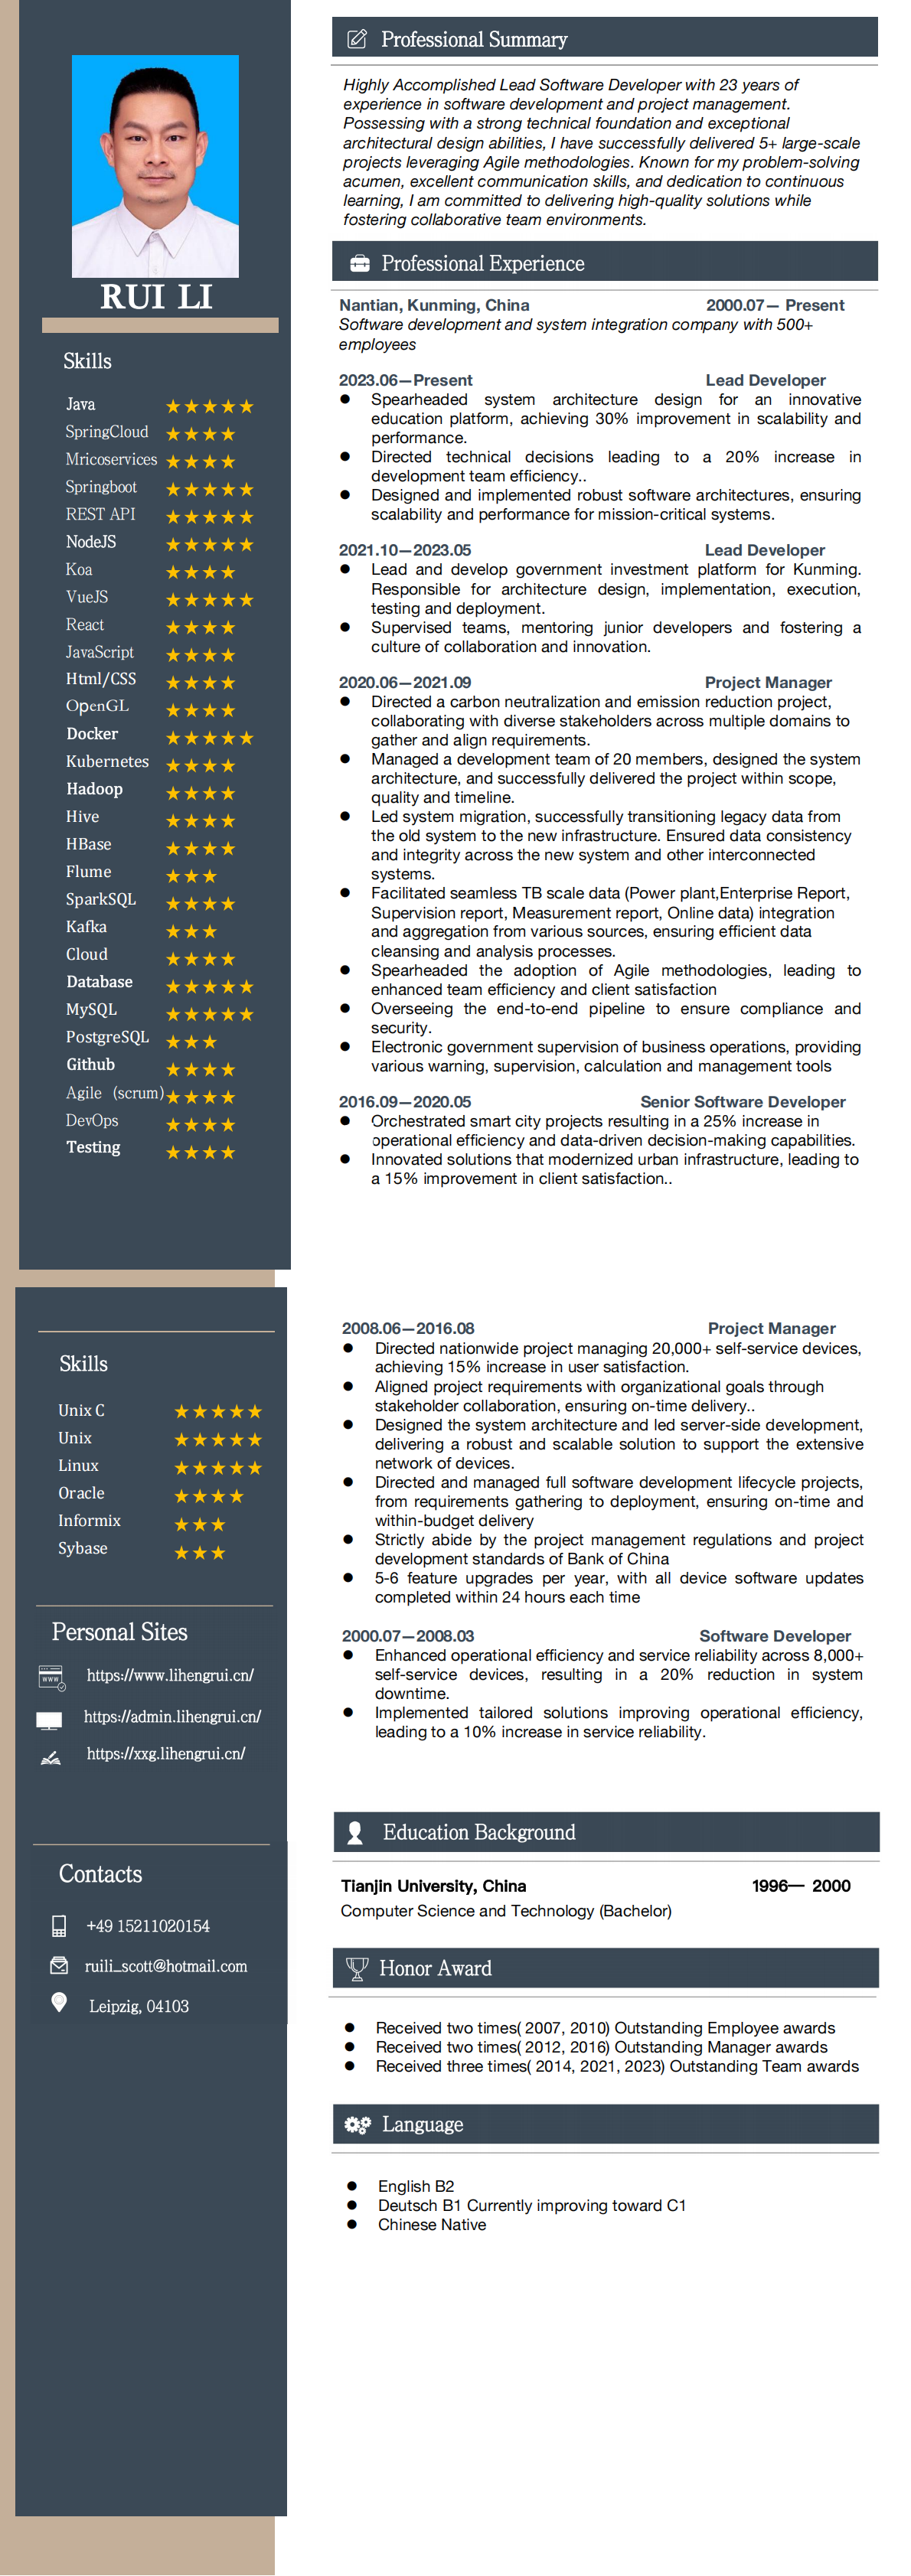 RUI LI
Skills
Java
SpringCloud
Mricoservices
Springboot
REST API
NodeJS
Koa
VueJS
React
JavaScript
Html/CSS
OpenGL
Docker
Kubernetes
Hadoop
Hive
HBase
Flume
SparkSQL
Kafka
Cloud
Database
MySQL
PostgreSQL
Github
Agile (scrum)
DevOps
Testing
Professional Summary
Highly Accomplished Lead Software Developer with 23 years of
experience in software development and project management.
Possessing with a strong technical foundation and exceptional
architectural design abilities, I have successfully delivered 5+ large-scale
projects leveraging Agile methodologies. Known for my problem-solving
acumen, excellent communication skills, and dedication to continuous
learning, I am committed to delivering high-quality solutions while
fostering collaborative team environments.
Professional Experience
Nantian, Kunming, China 2000.07— Present
Software development and system integration company with 500+
employees
2023.06—Present Lead Developer
● Spearheaded system architecture design for an innovative
education platform, achieving 30% improvement in scalability and
performance.
● Directed technical decisions leading to a 20% increase in
development team efficiency..
● Designed and implemented robust software architectures, ensuring
scalability and performance for mission-critical systems.
2021.10—2023.05 Lead Developer
● Lead and develop government investment platform for Kunming.
Responsible for architecture design, implementation, execution,
testing and deployment.
● Supervised teams, mentoring junior developers and fostering a
culture of collaboration and innovation.
2020.06—2021.09 Project Manager
● Directed a carbon neutralization and emission reduction project,
collaborating with diverse stakeholders across multiple domains to
gather and align requirements.
● Managed a development team of 20 members, designed the system
architecture, and successfully delivered the project within scope,
quality and timeline.
● Led system migration, successfully transitioning legacy data from
the old system to the new infrastructure. Ensured data consistency
and integrity across the new system and other interconnected
systems.
● Facilitated seamless TB scale data (Power plant,Enterprise Report,
Supervision report, Measurement report, Online data) integration
and aggregation from various sources, ensuring efficient data
cleansing and analysis processes.
● Spearheaded the adoption of Agile methodologies, leading to
enhanced team efficiency and client satisfaction
● Overseeing the end-to-end pipeline to ensure compliance and
security.
● Electronic government supervision of business operations, providing
various warning, supervision, calculation and management tools
2016.09—2020.05 Senior Software Developer
● Orchestrated smart city projects resulting in a 25% increase in
operational efficiency and data-driven decision-making capabilities.
● Innovated solutions that modernized urban infrastructure, leading to
a 15% improvement in client satisfaction..
Skills
Unix C
Unix
Linux
Oracle
Informix
Sybase
Personal Sites
www
https://www.lihengrui.cn/
https://admin.lihengrui.cn/
https://xxg.lihengrui.cn/
Contacts
+49 15211020154
ruili_scott@hotmail.com
Leipzig, 04103
2008.06—2016.08 Project Manager
● Directed nationwide project managing 20,000+ self-service devices,
achieving 15% increase in user satisfaction.
● Aligned project requirements with organizational goals through
stakeholder collaboration, ensuring on-time delivery..
● Designed the system architecture and led server-side development,
delivering a robust and scalable solution to support the extensive
network of devices.
● Directed and managed full software development lifecycle projects,
from requirements gathering to deployment, ensuring on-time and
within-budget delivery
● Strictly abide by the project management regulations and project
development standards of Bank of China
● 5-6 feature upgrades per year, with all device software updates
completed within 24 hours each time
2000.07—2008.03 Software Developer
● Enhanced operational efficiency and service reliability across 8,000+
self-service devices, resulting in a 20% reduction in system
downtime.
● Implemented tailored solutions improving operational efficiency,
leading to a 10% increase in service reliability.
Education Background
Tianjin University, China 1996— 2000
Computer Science and Technology (Bachelor)
Honor Award
● Received two times( 2007, 2010) Outstanding Employee awards
● Received two times( 2012, 2016) Outstanding Manager awards
● Received three times( 2014, 2021, 2023) Outstanding Team awards
Language
● English B2
● Deutsch B1 Currently improving toward C1
● Chinese Native